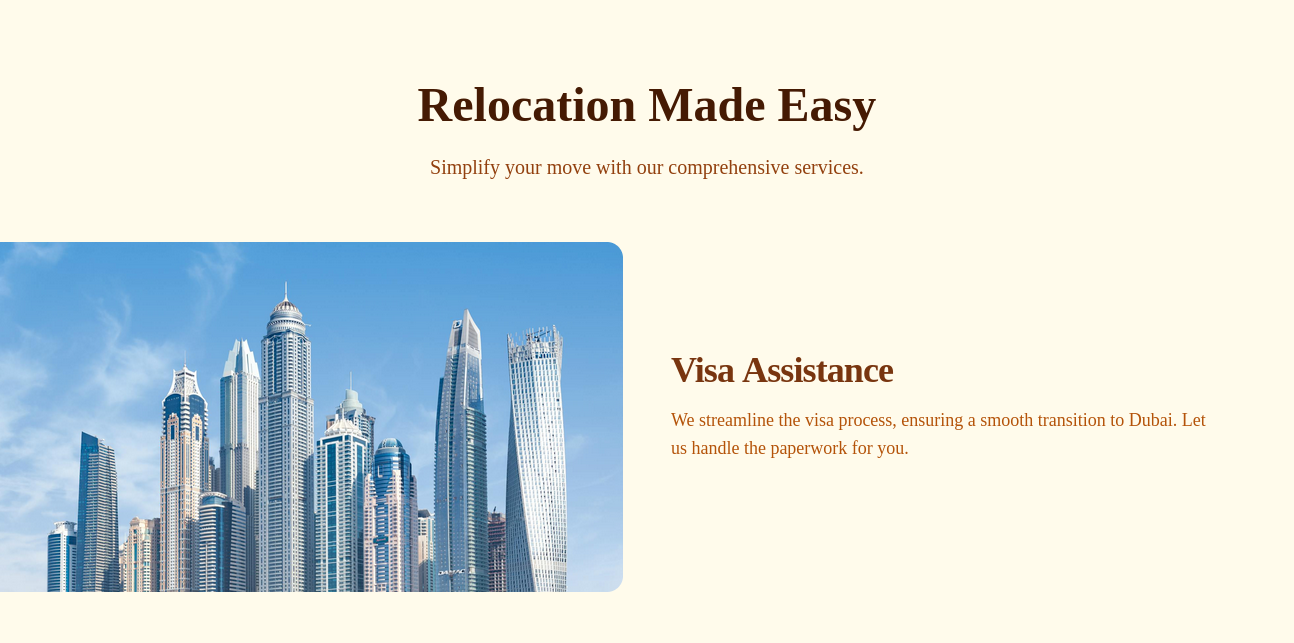 Relocation Made Easy
Simplify your move with our comprehensive services.
Visa Assistance
We streamline the visa process, ensuring a smooth transition to Dubai. Let
us handle the paperwork for you.
DAMAC